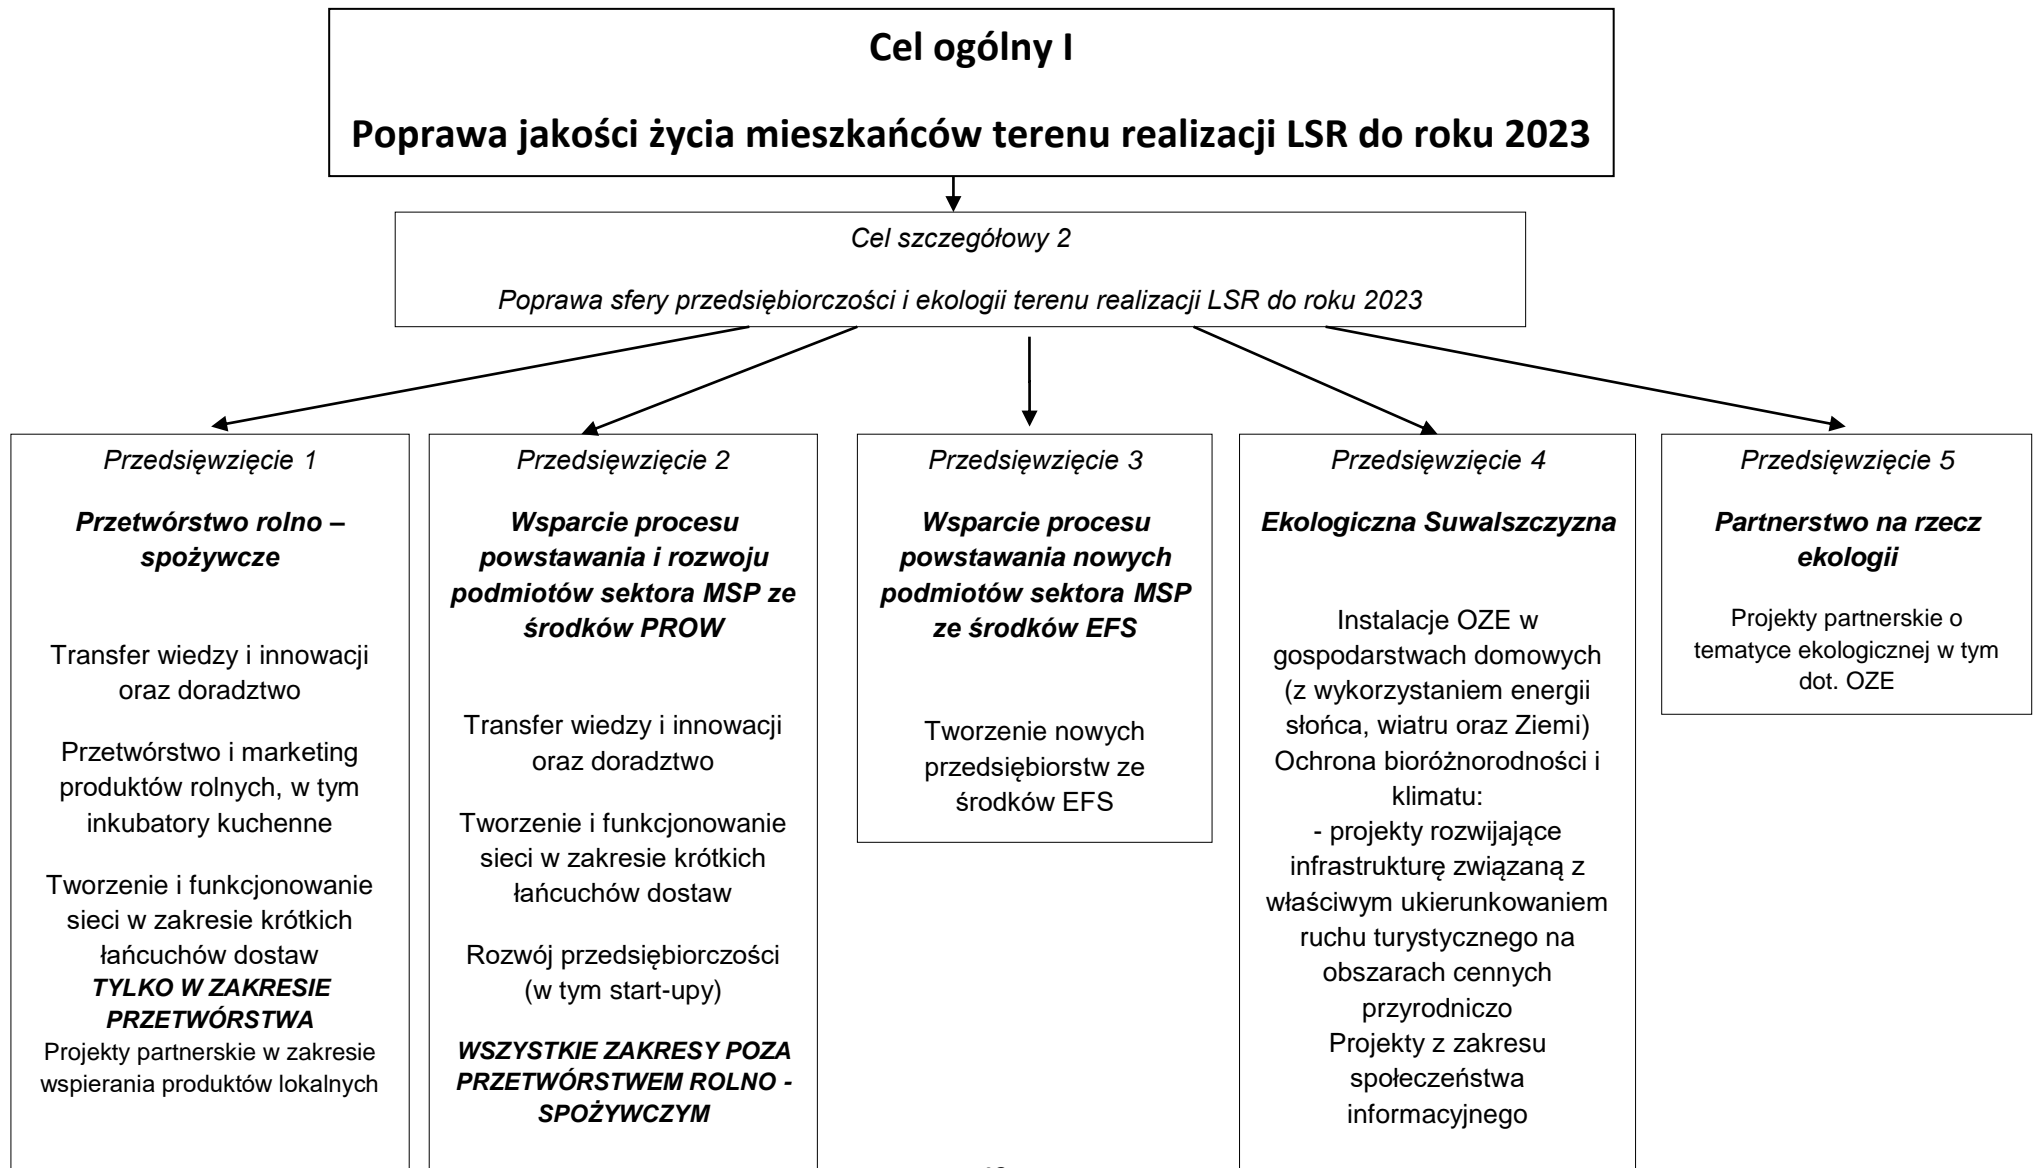 Cel ogólny I
Poprawa jakości życia mieszkańców terenu realizacji LSR do roku 2023
Cel szczegółowy 2
Poprawa sfery przedsiębiorczości i ekologii terenu realizacji LSR do roku 2023
Przedsięwzięcie 1
Przetwórstwo rolno –
spożywcze
Transfer wiedzy i innowacji
oraz doradztwo
Przetwórstwo i marketing
produktów rolnych, w tym
inkubatory kuchenne
Tworzenie i funkcjonowanie
sieci w zakresie krótkich
łańcuchów dostaw
TYLKO W ZAKRESIE
PRZETWÓRSTWA
Projekty partnerskie w zakresie
wspierania produktów lokalnych
Przedsięwzięcie 2
Wsparcie procesu
powstawania i rozwoju
podmiotów sektora MSP ze
środków PROW
Transfer wiedzy i innowacji
oraz doradztwo
Tworzenie i funkcjonowanie
sieci w zakresie krótkich
łańcuchów dostaw
Rozwój przedsiębiorczości
(w tym start-upy)
WSZYSTKIE ZAKRESY POZA
PRZETWÓRSTWEM ROLNO -
SPOŻYWCZYM
Przedsięwzięcie 3
Wsparcie procesu
powstawania nowych
podmiotów sektora MSP
ze środków EFS
Tworzenie nowych
przedsiębiorstw ze
środków EFS
Przedsięwzięcie 4
Ekologiczna Suwalszczyzna
Instalacje OZE w
gospodarstwach domowych
(z wykorzystaniem energii
słońca, wiatru oraz Ziemi)
Ochrona bioróżnorodności i
klimatu:
- projekty rozwijające
infrastrukturę związaną z
właściwym ukierunkowaniem
ruchu turystycznego na
obszarach cennych
przyrodniczo
Projekty z zakresu
społeczeństwa
informacyjnego
Przedsięwzięcie 5
Partnerstwo na rzecz
ekologii
Projekty partnerskie o
tematyce ekologicznej w tym
dot. OZE